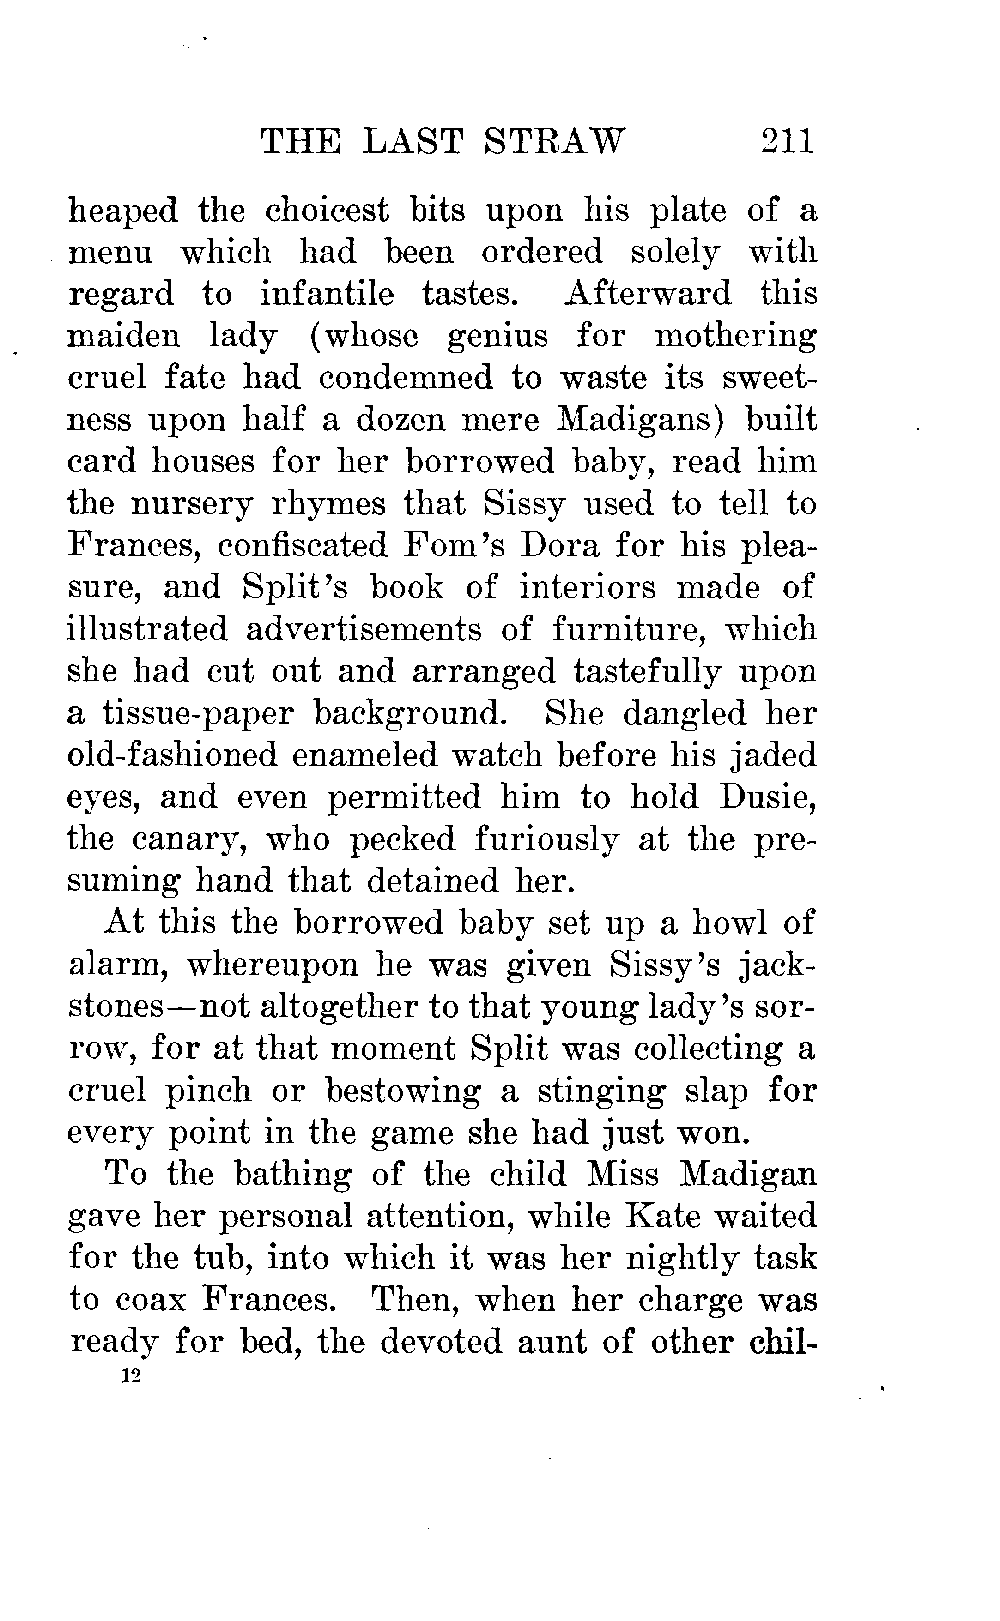 THE LAST STRAW 211
heaped the choicest bits upon his plate of a
menu which had been ordered solely with
regard to infantile tastes. Afterward this
maiden lady (whose genius for mothering
cruel fate had condemned to waste its sweet-
ness upon half a dozen mere Madigans) built
card houses for her borrowed baby, read him
the nursery rhymes that Sissy used to tell to
Frances, confiscated Fom's Dora for his plea-
sure, and Split's book of interiors made of
illustrated advertisements of furniture, which
she had cut out and arranged tastefully upon
a tissue-paper background. She dangled her
old-fashioned enameled watch before his jaded
eyes, and even permitted him to hold Dusie,
the canary, who pecked furiously at the pre-
suming hand that detained her.
At this the borrowed baby set up a howl of
alarm, whereupon he was given Sissy's jack-
stones—not altogether to that young lady's sor-
row, for at that moment Split was collecting a
cruel pinch or bestowing a stinging slap for
every point in the game she had just won.
To the bathing of the child Miss Madigan
gave her personal attention, while Kate waited
for the tub, into which it was her nightly task
to coax Frances. Then, when her charge was
ready for bed, the devoted aunt of other chil-
12